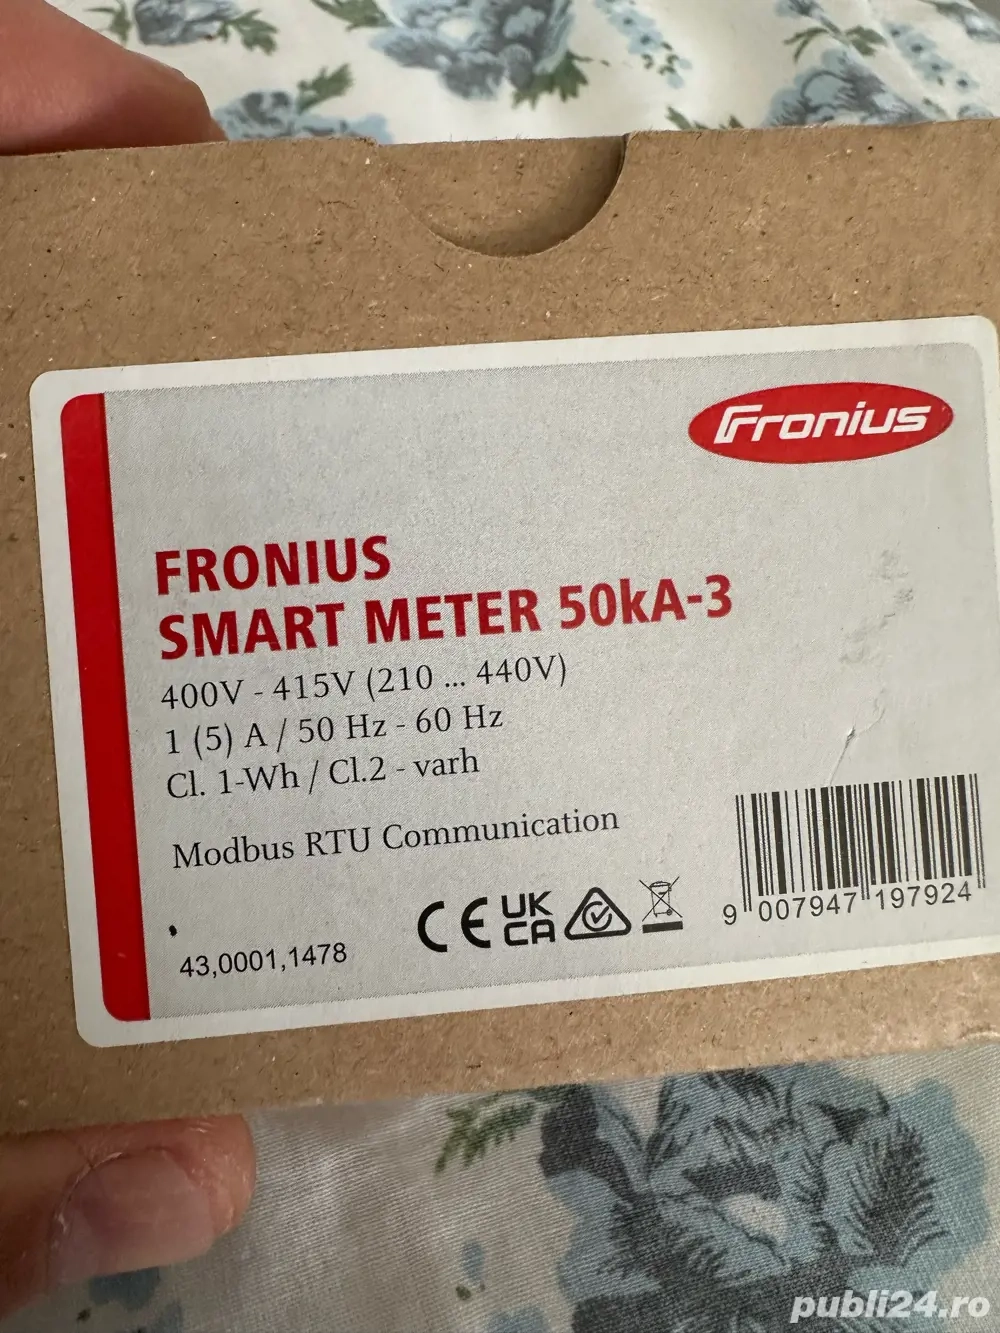 Fronius
FRONIUS
SMART METER 50kA-3
400V - 415V (210 ... 440V)
1 (5) A / 50 Hz - 60 Hz
Cl. 1-Wh / Cl.2 - varh
Modbus RTU Communication
43,0001,1478
CE UK CA
9 007947 197924
publi24.ro